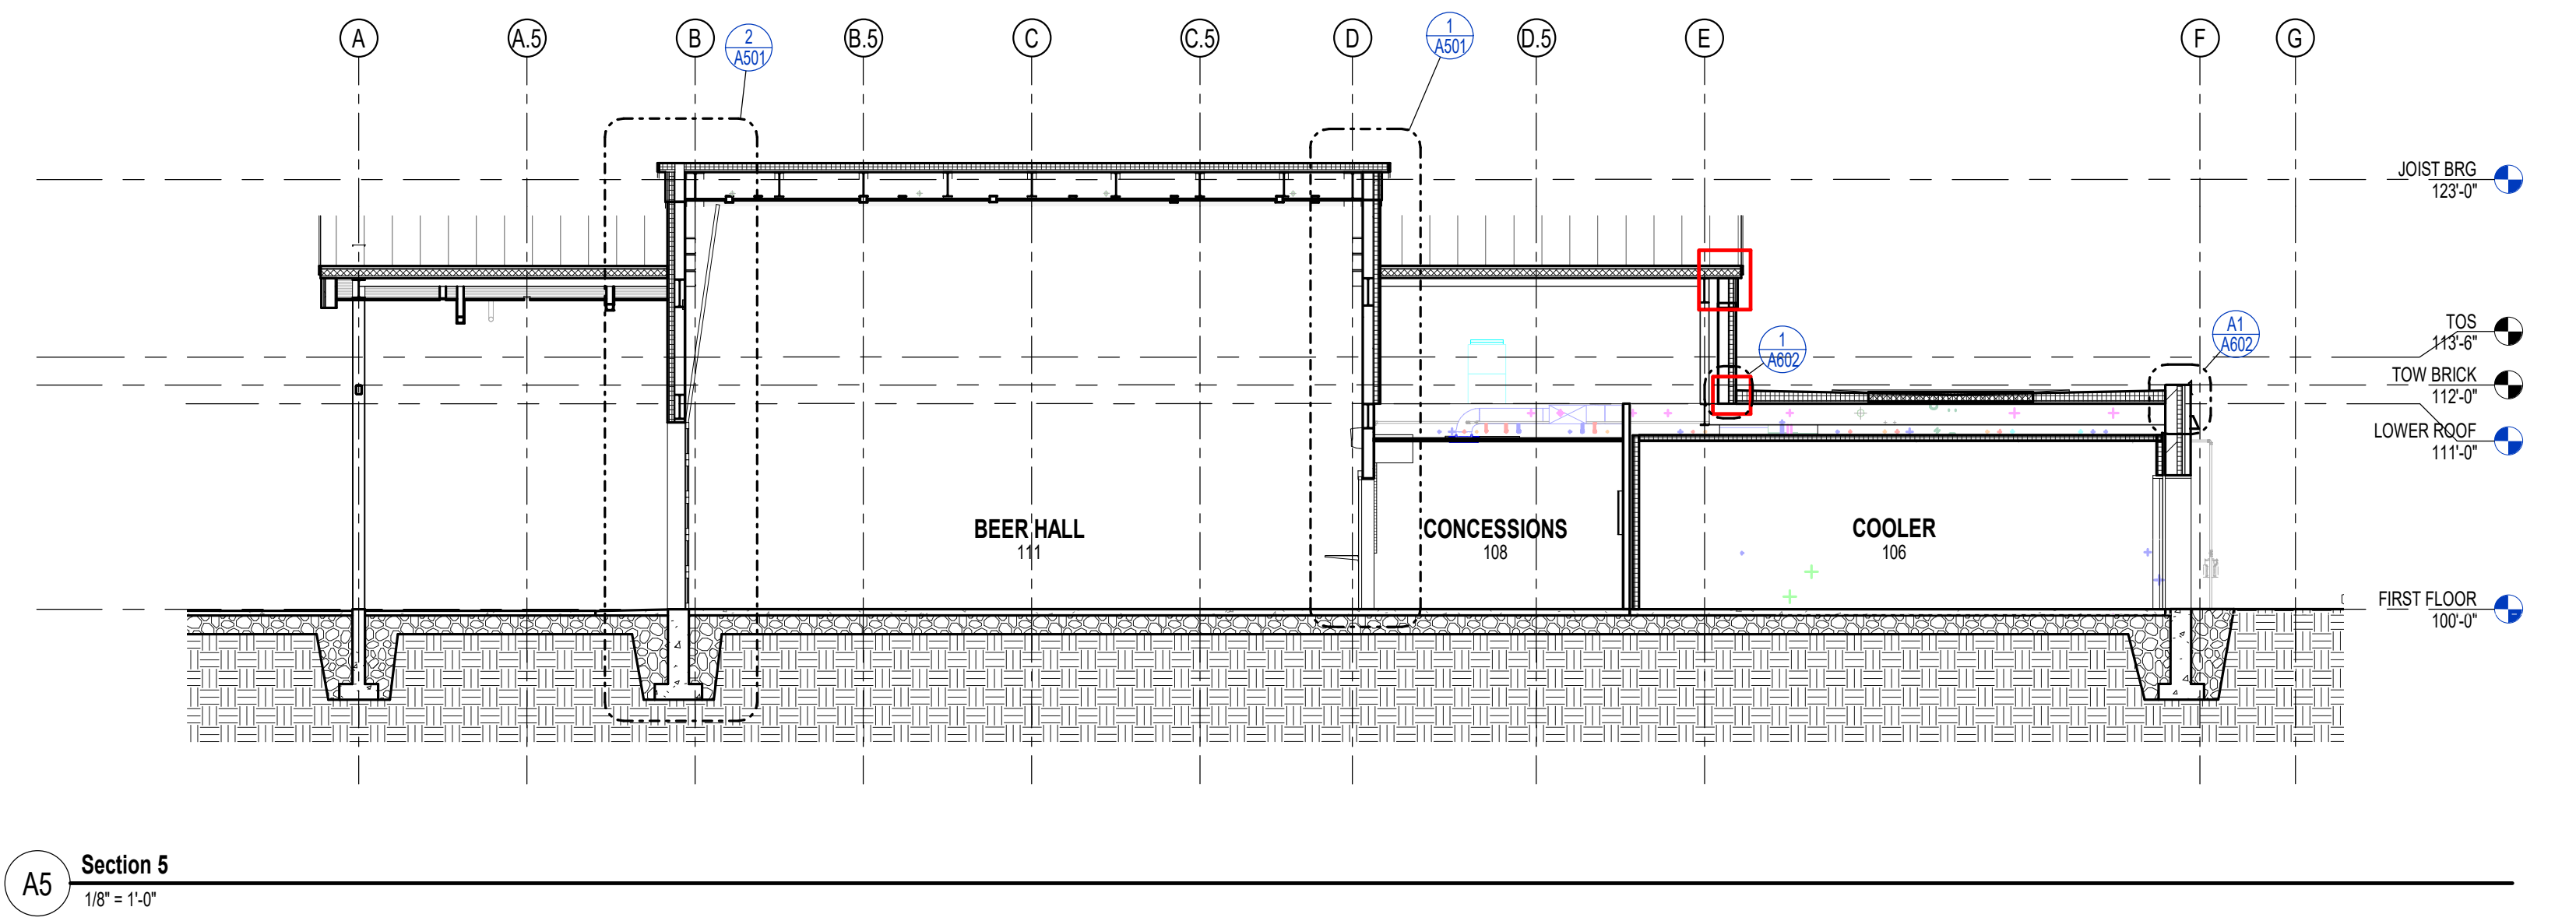 A
A.5
B
2
A501
B.5
C
C.5
D
1
A501
D.5
E
F
G
JOIST BRG
123'-0"
TOS
113'-6"
A1
A602
1
A602
TOW BRICK
112'-0"
LOWER ROOF
111'-0"
BEER HALL
111
CONCESSIONS
108
COOLER
106
FIRST FLOOR
100'-0"
A5
Section 5
1/8" = 1'-0"